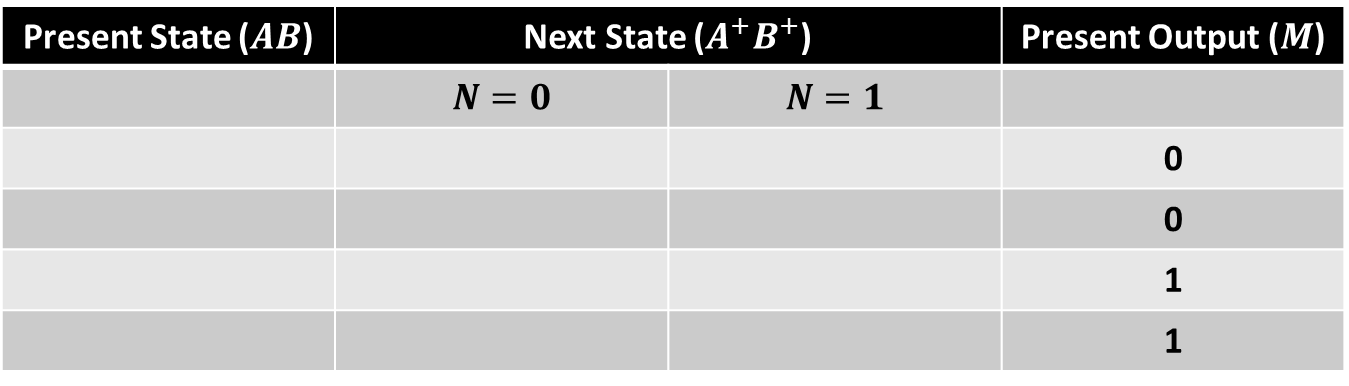 Present State (AB) Next State (A⁺B⁺) Present Output (M)
N = 0 N = 1
0
0
1
1